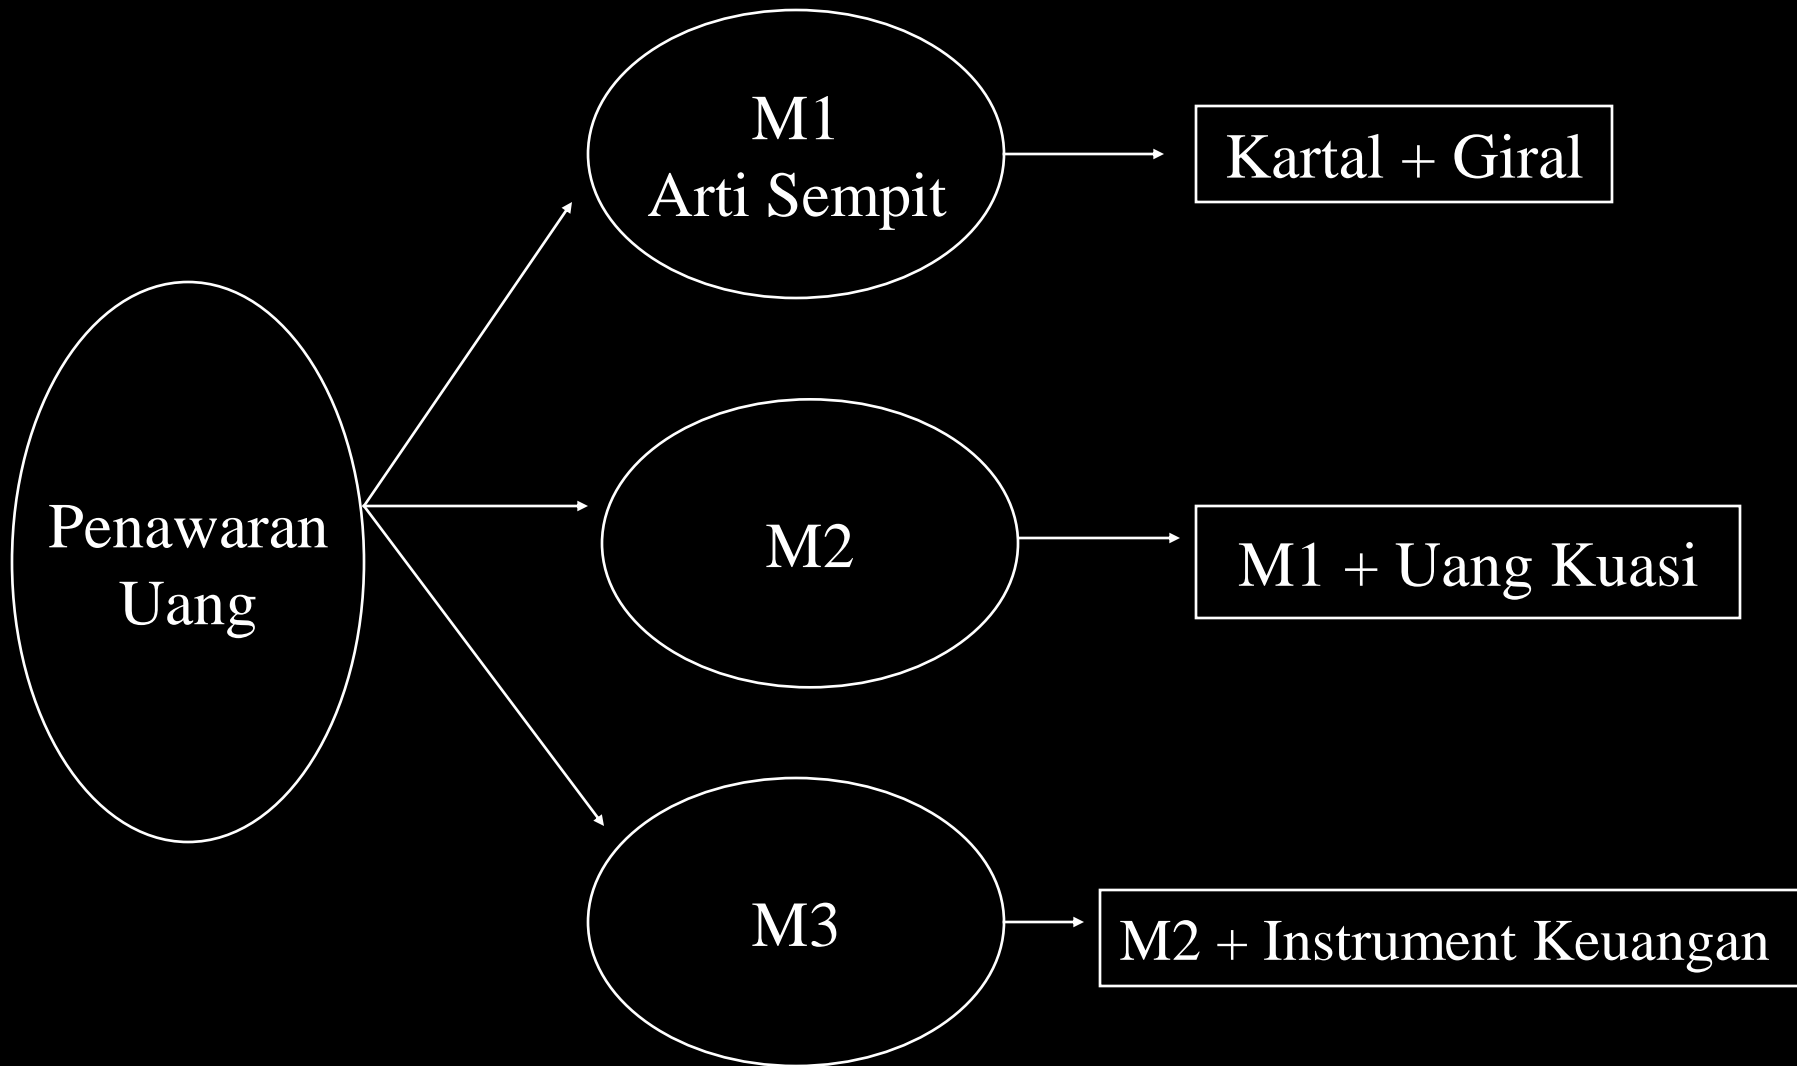 Penawaran
Uang
M1
Arti Sempit
Kartal + Giral
M2
M1 + Uang Kuasi
M3
M2 + Instrument Keuangan